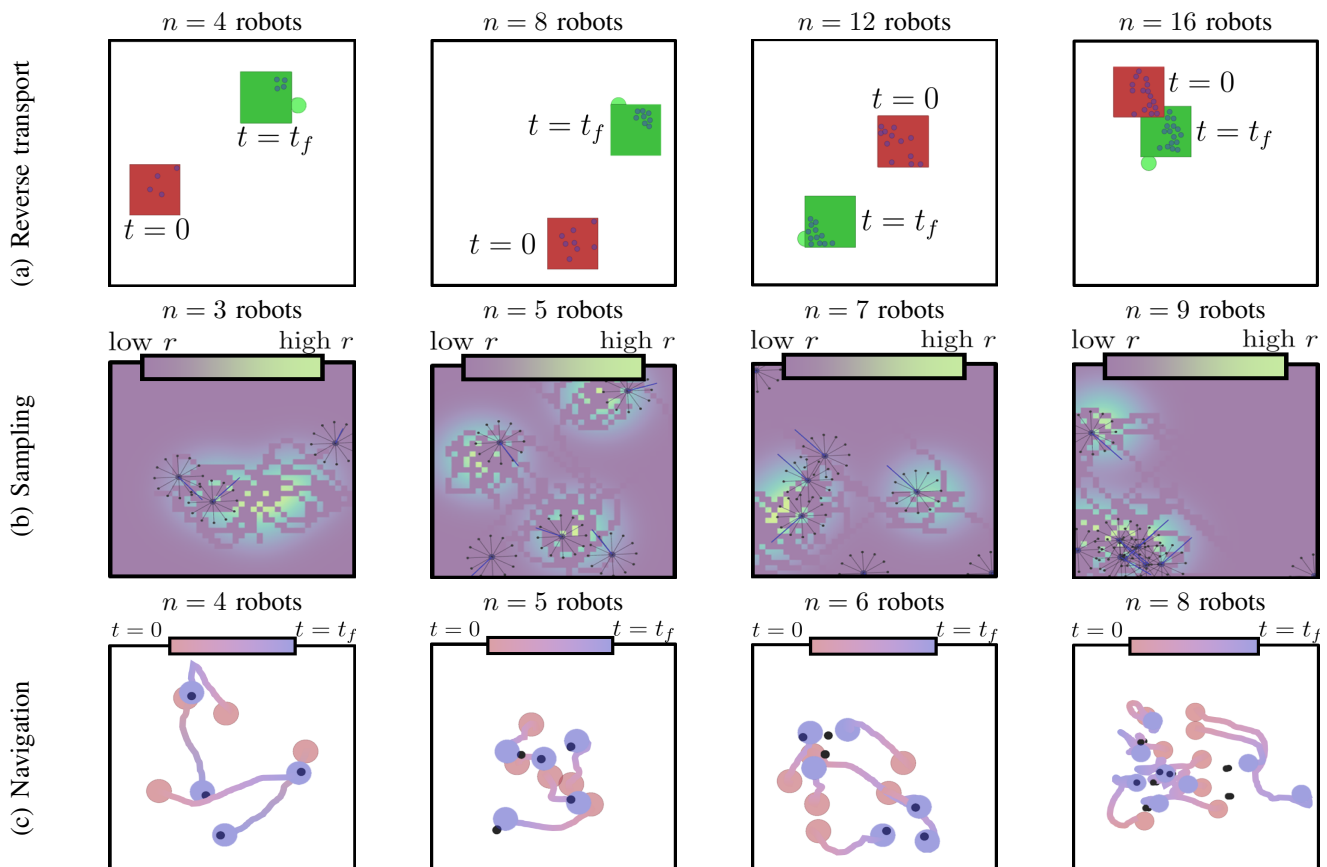 n = 4 robots
n = 8 robots
n = 12 robots
n = 16 robots
(a) Reverse transport
t = t_f
t = 0
t = t_f
t = 0
t = 0
t = t_f
t = 0
t = t_f
n = 3 robots
n = 5 robots
n = 7 robots
n = 9 robots
low r
high r
low r
high r
low r
high r
low r
high r
(b) Sampling
n = 4 robots
n = 5 robots
n = 6 robots
n = 8 robots
t = 0
t = t_f
t = 0
t = t_f
t = 0
t = t_f
t = 0
t = t_f
(c) Navigation